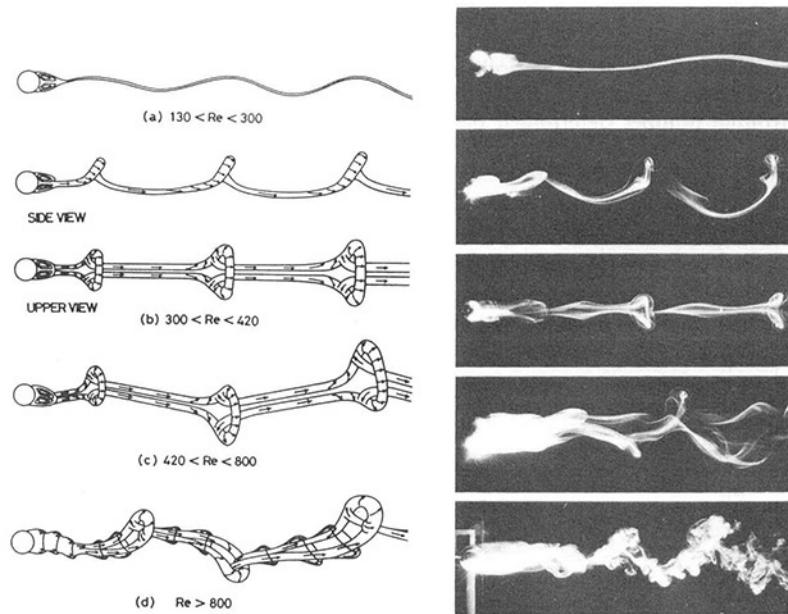 (a) 130 < Re < 300
SIDE VIEW
UPPER VIEW
(b) 300 < Re < 420
(c) 420 < Re < 800
(d) Re > 800